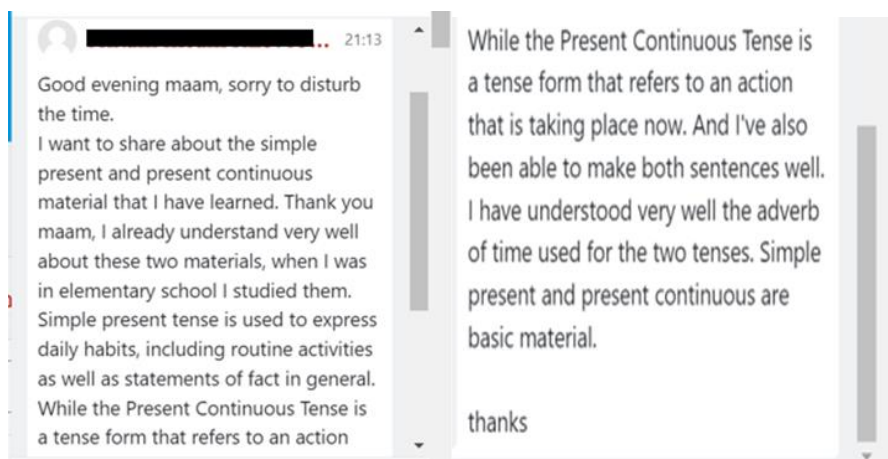 21:13
Good evening maam, sorry to disturb
the time.
I want to share about the simple
present and present continuous
material that I have learned. Thank you
maam, I already understand very well
about these two materials, when I was
in elementary school I studied them.
Simple present tense is used to express
daily habits, including routine activities
as well as statements of fact in general.
While the Present Continuous Tense is
a tense form that refers to an action
While the Present Continuous Tense is
a tense form that refers to an action
that is taking place now. And I've also
been able to make both sentences well.
I have understood very well the adverb
of time used for the two tenses. Simple
present and present continuous are
basic material.
thanks